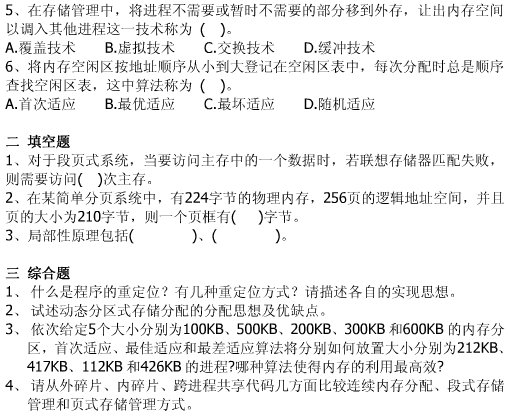 5、在存储管理中，将进程不需要或暂时不需要的部分移到外存，让出内存空间
以调入其他进程这一技术称为 (   )。
A.覆盖技术    B.虚拟技术    C.交换技术    D.缓冲技术
6、将内存空闲区按地址顺序从小到大登记在空闲区表中，每次分配时总是顺序
查找空闲区表，这中算法称为 (   )。
A.首次适应    B.最优适应    C.最坏适应    D.随机适应
二 填空题
1、对于段页式系统，当要访问主存中的一个数据时，若联想存储器匹配失败，
则需要访问(   )次主存。
2、在某简单分页系统中，有224字节的物理内存，256页的逻辑地址空间，并且
页的大小为210字节，则一个页框有(    )字节。
3、局部性原理包括(          )、(          )。
三 综合题
1、 什么是程序的重定位？有几种重定位方式？请描述各自的实现思想。
2、 试述动态分区式存储分配的分配思想及优缺点。
3、 依次给定5个大小分别为100KB、500KB、200KB、300KB 和600KB 的内存分
区，首次适应、最佳适应和最差适应算法将分别如何放置大小分别为212KB、
417KB、112KB 和426KB 的进程?哪种算法使得内存的利用最高效?
4、 请从外碎片、内碎片、跨进程共享代码几方面比较连续内存分配、段式存储
管理和页式存储管理方式。